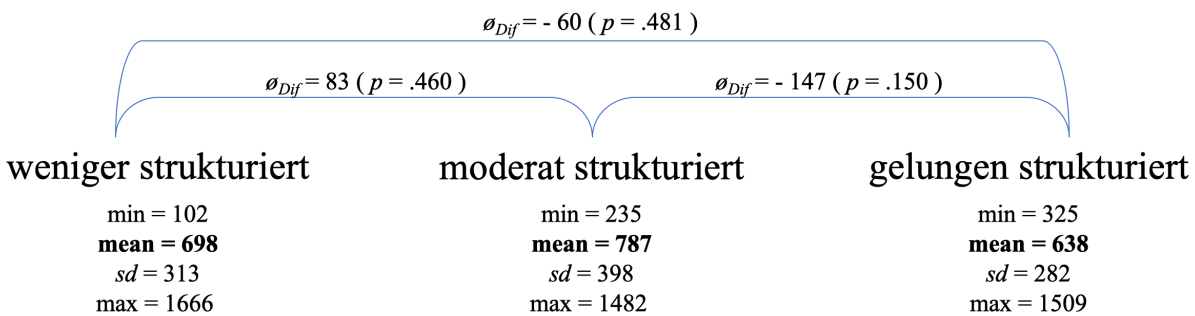 ø_Dif = - 60 ( p = .481 )
ø_Dif = 83 ( p = .460 ) ø_Dif = - 147 ( p = .150 )
weniger strukturiert moderat strukturiert gelungen strukturiert
min = 102 min = 235 min = 325
mean = 698 mean = 787 mean = 638
sd = 313 sd = 398 sd = 282
max = 1666 max = 1482 max = 1509